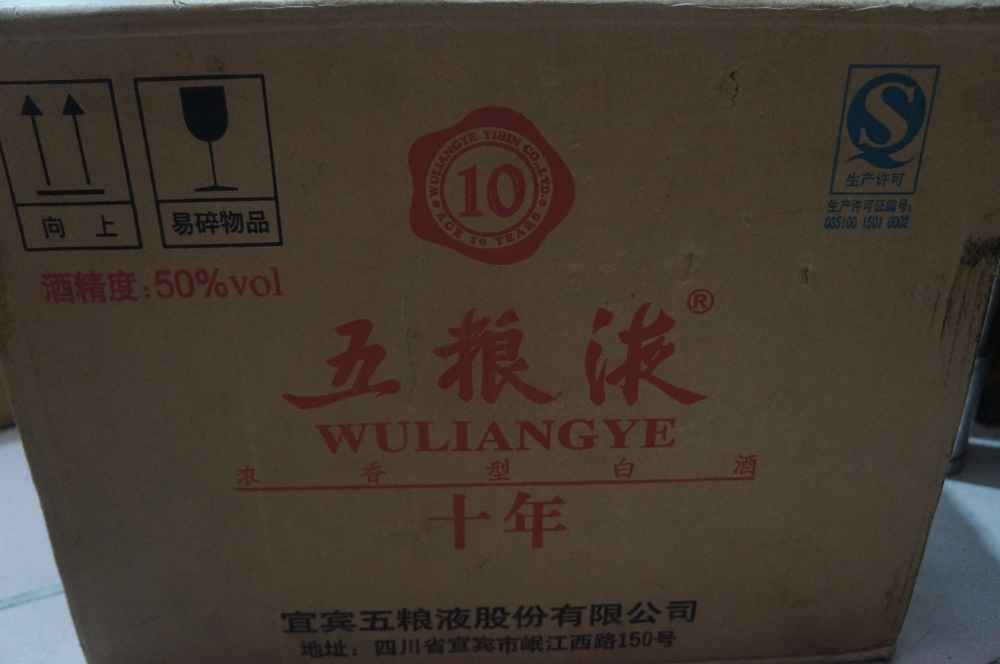 向 上
易碎物品
酒精度:50%vol
WULIANGYE YIBIN CO.,LTD.
10
AGE 10 YEARS
生产许可
生产许可证编号:
QS5100 1501 0002
五粮液®
WULIANGYE
浓香型白酒
十年
宜宾五粮液股份有限公司
地址：四川省宜宾市岷江西路150号